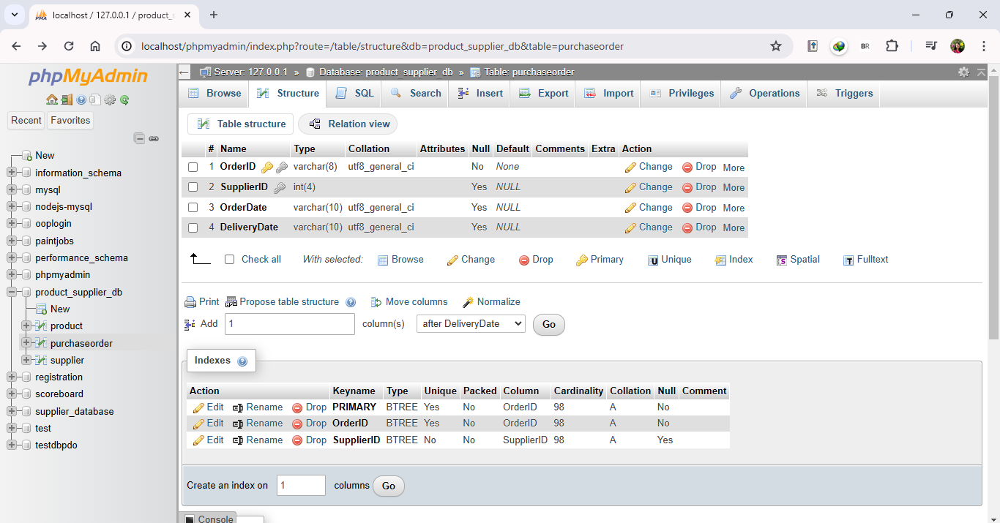 localhost / 127.0.0.1 / product_s
localhost/phpmyadmin/index.php?route=/table/structure&db=product_supplier_db&table=purchaseorder
BR
phpMyAdmin
Recent Favorites
New
information_schema
mysql
nodejs-mysql
ooplogin
paintjobs
performance_schema
phpmyadmin
product_supplier_db
New
product
purchaseorder
supplier
registration
scoreboard
supplier_database
test
testdbpdo
Server: 127.0.0.1 » Database: product_supplier_db » Table: purchaseorder
Browse Structure SQL Search Insert Export Import Privileges Operations Triggers
Table structure Relation view
# Name Type Collation Attributes Null Default Comments Extra Action
1 OrderID varchar(8) utf8_general_ci No None Change Drop More
2 SupplierID int(4) Yes NULL Change Drop More
3 OrderDate varchar(10) utf8_general_ci Yes NULL Change Drop More
4 DeliveryDate varchar(10) utf8_general_ci Yes NULL Change Drop More
Check all With selected: Browse Change Drop Primary Unique Index Spatial Fulltext
Print Propose table structure Move columns Normalize
Add 1 column(s) after DeliveryDate Go
Indexes
Action Keyname Type Unique Packed Column Cardinality Collation Null Comment
Edit Rename Drop PRIMARY BTREE Yes No OrderID 98 A No
Edit Rename Drop OrderID BTREE Yes No OrderID 98 A No
Edit Rename Drop SupplierID BTREE No No SupplierID 98 A Yes
Create an index on 1 columns Go
Console